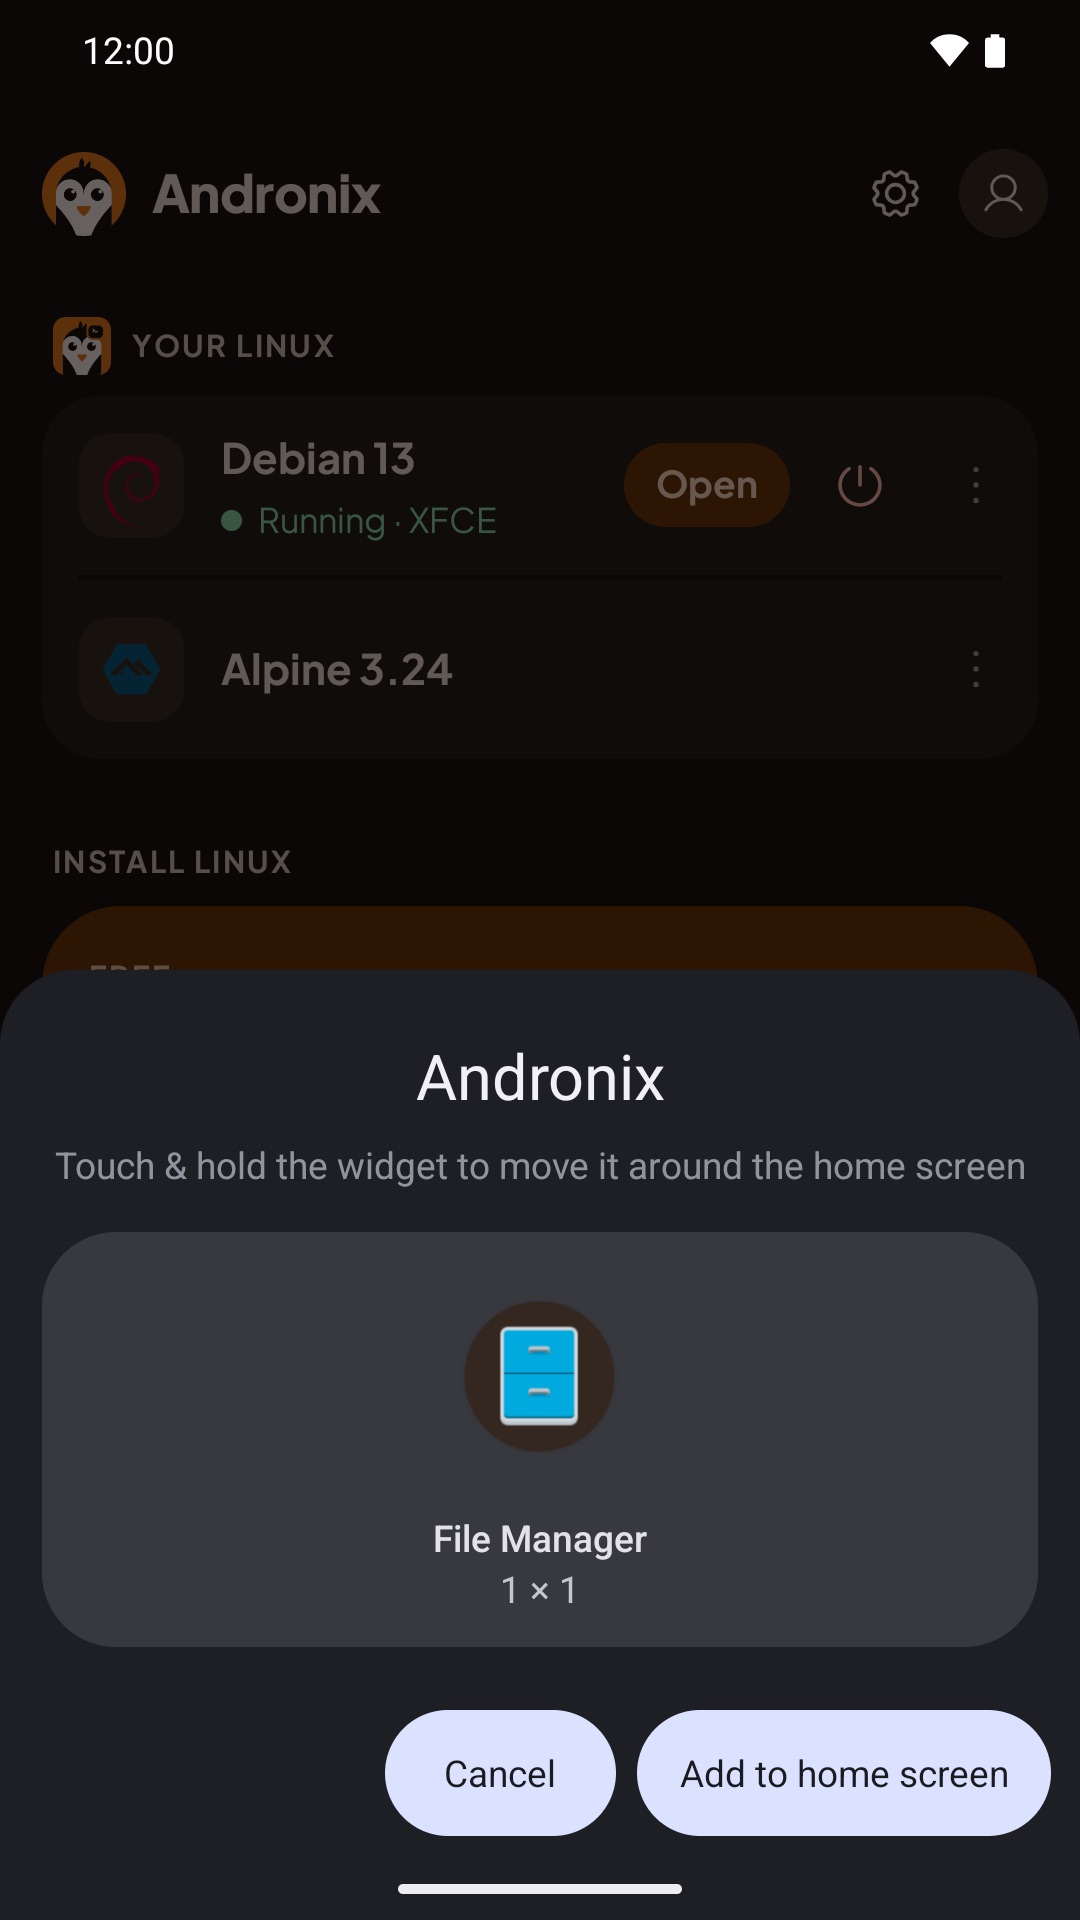 12:00
Andronix
YOUR LINUX
Debian 13
Running · XFCE
Open
Alpine 3.24
INSTALL LINUX
FREE
Andronix
Touch & hold the widget to move it around the home screen
File Manager
1 × 1
Cancel
Add to home screen